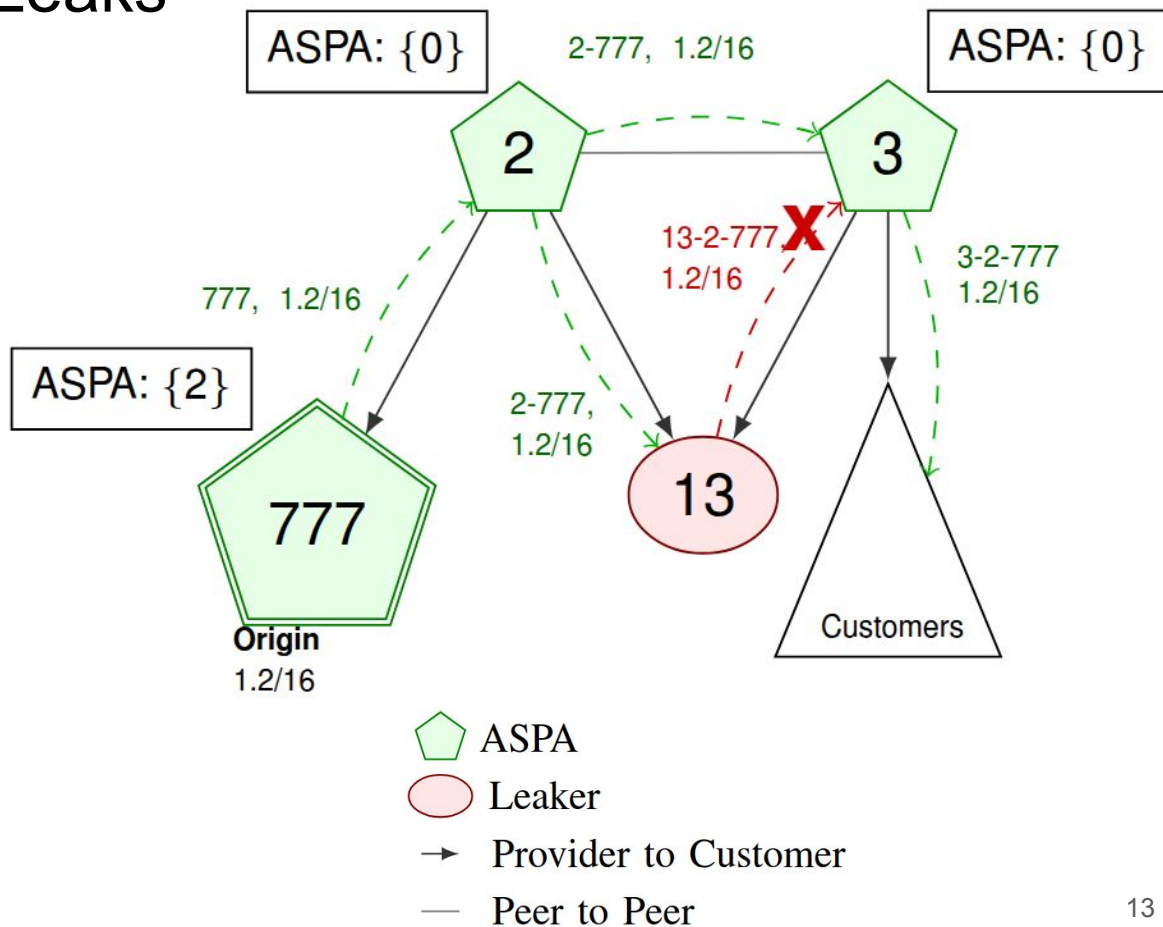 Leaks
ASPA: {0}
2-777, 1.2/16
ASPA: {0}
2
3
13-2-777,
1.2/16
X
3-2-777
1.2/16
777, 1.2/16
ASPA: {2}
2-777,
1.2/16
13
777
Customers
Origin
1.2/16
ASPA
Leaker
Provider to Customer
Peer to Peer
13